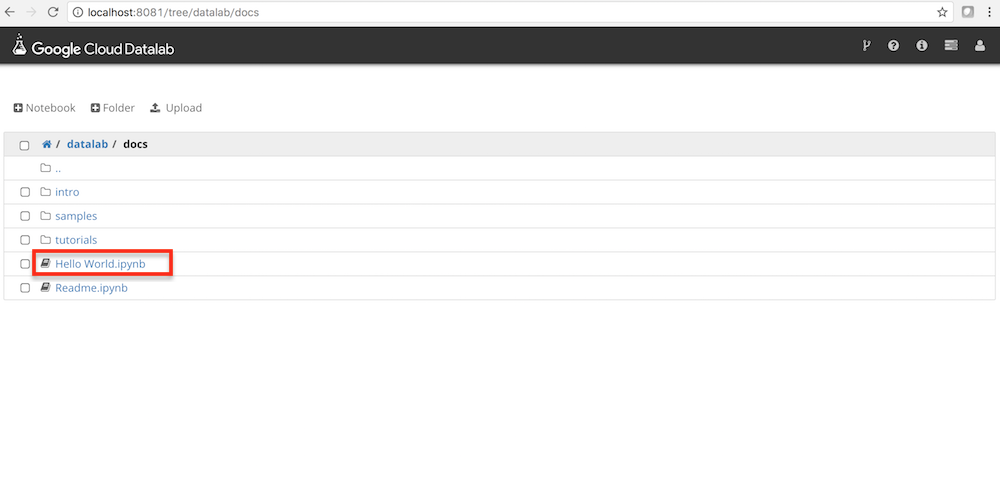 localhost:8081/tree/datalab/docs
Google Cloud Datalab
Notebook Folder Upload
/ datalab / docs
..
intro
samples
tutorials
Hello World.ipynb
Readme.ipynb